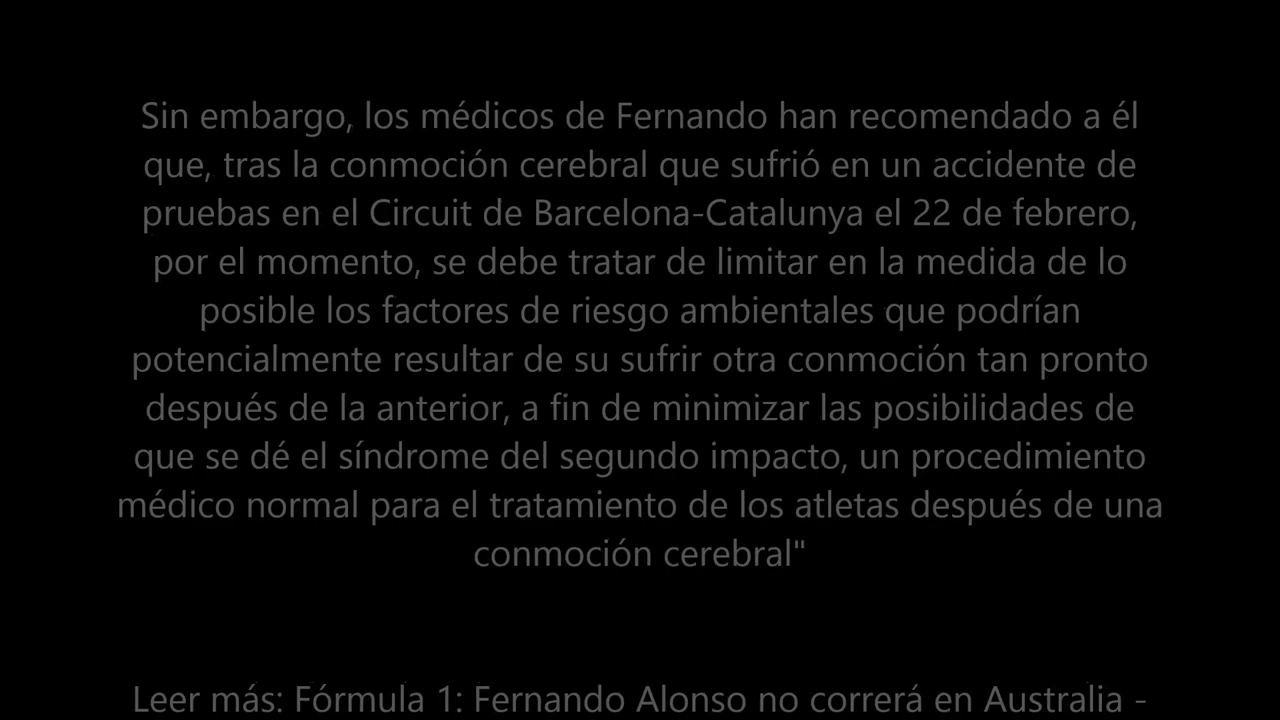 Sin embargo, los médicos de Fernando han recomendado a él
que, tras la conmoción cerebral que sufrió en un accidente de
pruebas en el Circuit de Barcelona-Catalunya el 22 de febrero,
por el momento, se debe tratar de limitar en la medida de lo
posible los factores de riesgo ambientales que podrían
potencialmente resultar de su sufrir otra conmoción tan pronto
después de la anterior, a fin de minimizar las posibilidades de
que se dé el síndrome del segundo impacto, un procedimiento
médico normal para el tratamiento de los atletas después de una
conmoción cerebral"
Leer más: Fórmula 1: Fernando Alonso no correrá en Australia -